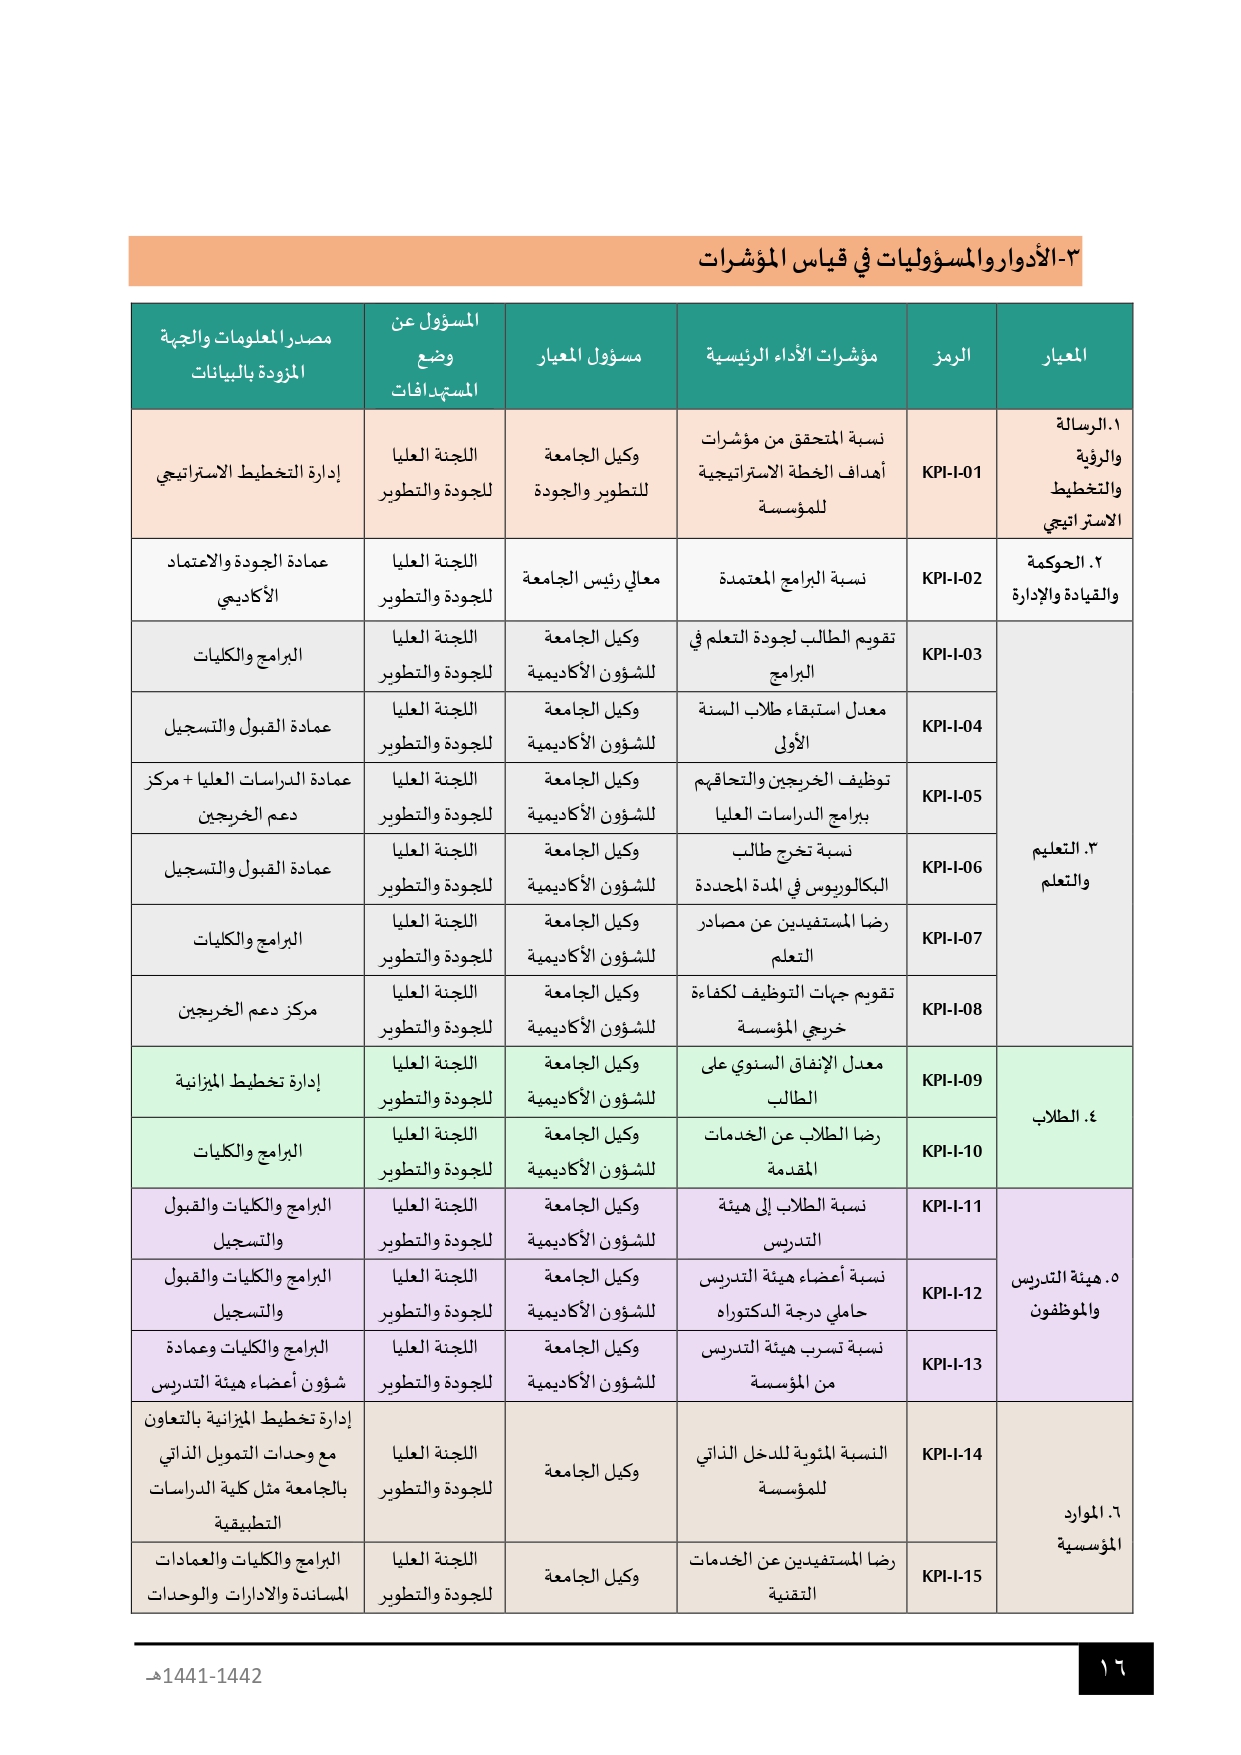 ٣-الأدوار والمسؤوليات في قياس المؤشرات
المعيار
الرمز
مؤشرات الأداء الرئيسية
مسؤول المعيار
المسؤول عن
وضع
المستهدافات
مصدر المعلومات والجهة
المزودة بالبيانات
١.الرسالة
والرؤية
والتخطيط
الاستراتيجي
KPI-I-01
نسبة المتحقق من مؤشرات
أهداف الخطة الاستراتيجية
للمؤسسة
وكيل الجامعة
للتطوير والجودة
اللجنة العليا
للجودة والتطوير
إدارة التخطيط الاستراتيجي
٢. الحوكمة
والقيادة والإدارة
KPI-I-02
نسبة البرامج المعتمدة
معالي رئيس الجامعة
اللجنة العليا
للجودة والتطوير
عمادة الجودة والاعتماد
الأكاديمي
٣. التعليم
والتعلم
KPI-I-03
تقويم الطالب لجودة التعلم في
البرامج
وكيل الجامعة
للشؤون الأكاديمية
اللجنة العليا
للجودة والتطوير
البرامج والكليات
KPI-I-04
معدل استبقاء طلاب السنة
الأولى
وكيل الجامعة
للشؤون الأكاديمية
اللجنة العليا
للجودة والتطوير
عمادة القبول والتسجيل
KPI-I-05
توظيف الخريجين والتحاقهم
ببرامج الدراسات العليا
وكيل الجامعة
للشؤون الأكاديمية
اللجنة العليا
للجودة والتطوير
عمادة الدراسات العليا + مركز
دعم الخريجين
KPI-I-06
نسبة تخرج طالب
البكالوريوس في المدة المحددة
وكيل الجامعة
للشؤون الأكاديمية
اللجنة العليا
للجودة والتطوير
عمادة القبول والتسجيل
KPI-I-07
رضا المستفيدين عن مصادر
التعلم
وكيل الجامعة
للشؤون الأكاديمية
اللجنة العليا
للجودة والتطوير
البرامج والكليات
KPI-I-08
تقويم جهات التوظيف لكفاءة
خريجي المؤسسة
وكيل الجامعة
للشؤون الأكاديمية
اللجنة العليا
للجودة والتطوير
مركز دعم الخريجين
٤. الطلاب
KPI-I-09
معدل الإنفاق السنوي على
الطالب
وكيل الجامعة
للشؤون الأكاديمية
اللجنة العليا
للجودة والتطوير
إدارة تخطيط الميزانية
KPI-I-10
رضا الطلاب عن الخدمات
المقدمة
وكيل الجامعة
للشؤون الأكاديمية
اللجنة العليا
للجودة والتطوير
البرامج والكليات
٥. هيئة التدريس
والموظفون
KPI-I-11
نسبة الطلاب إلى هيئة
التدريس
وكيل الجامعة
للشؤون الأكاديمية
اللجنة العليا
للجودة والتطوير
البرامج والكليات والقبول
والتسجيل
KPI-I-12
نسبة أعضاء هيئة التدريس
حاملي درجة الدكتوراه
وكيل الجامعة
للشؤون الأكاديمية
اللجنة العليا
للجودة والتطوير
البرامج والكليات والقبول
والتسجيل
KPI-I-13
نسبة تسرب هيئة التدريس
من المؤسسة
وكيل الجامعة
للشؤون الأكاديمية
اللجنة العليا
للجودة والتطوير
البرامج والكليات وعمادة
شؤون أعضاء هيئة التدريس
٦. الموارد
المؤسسية
KPI-I-14
النسبة المئوية للدخل الذاتي
للمؤسسة
وكيل الجامعة
اللجنة العليا
للجودة والتطوير
إدارة تخطيط الميزانية بالتعاون
مع وحدات التمويل الذاتي
بالجامعة مثل كلية الدراسات
التطبيقية
KPI-I-15
رضا المستفيدين عن الخدمات
التقنية
وكيل الجامعة
اللجنة العليا
للجودة والتطوير
البرامج والكليات والعمادات
المساندة والادارات والوحدات
١٦
1441-1442هـ